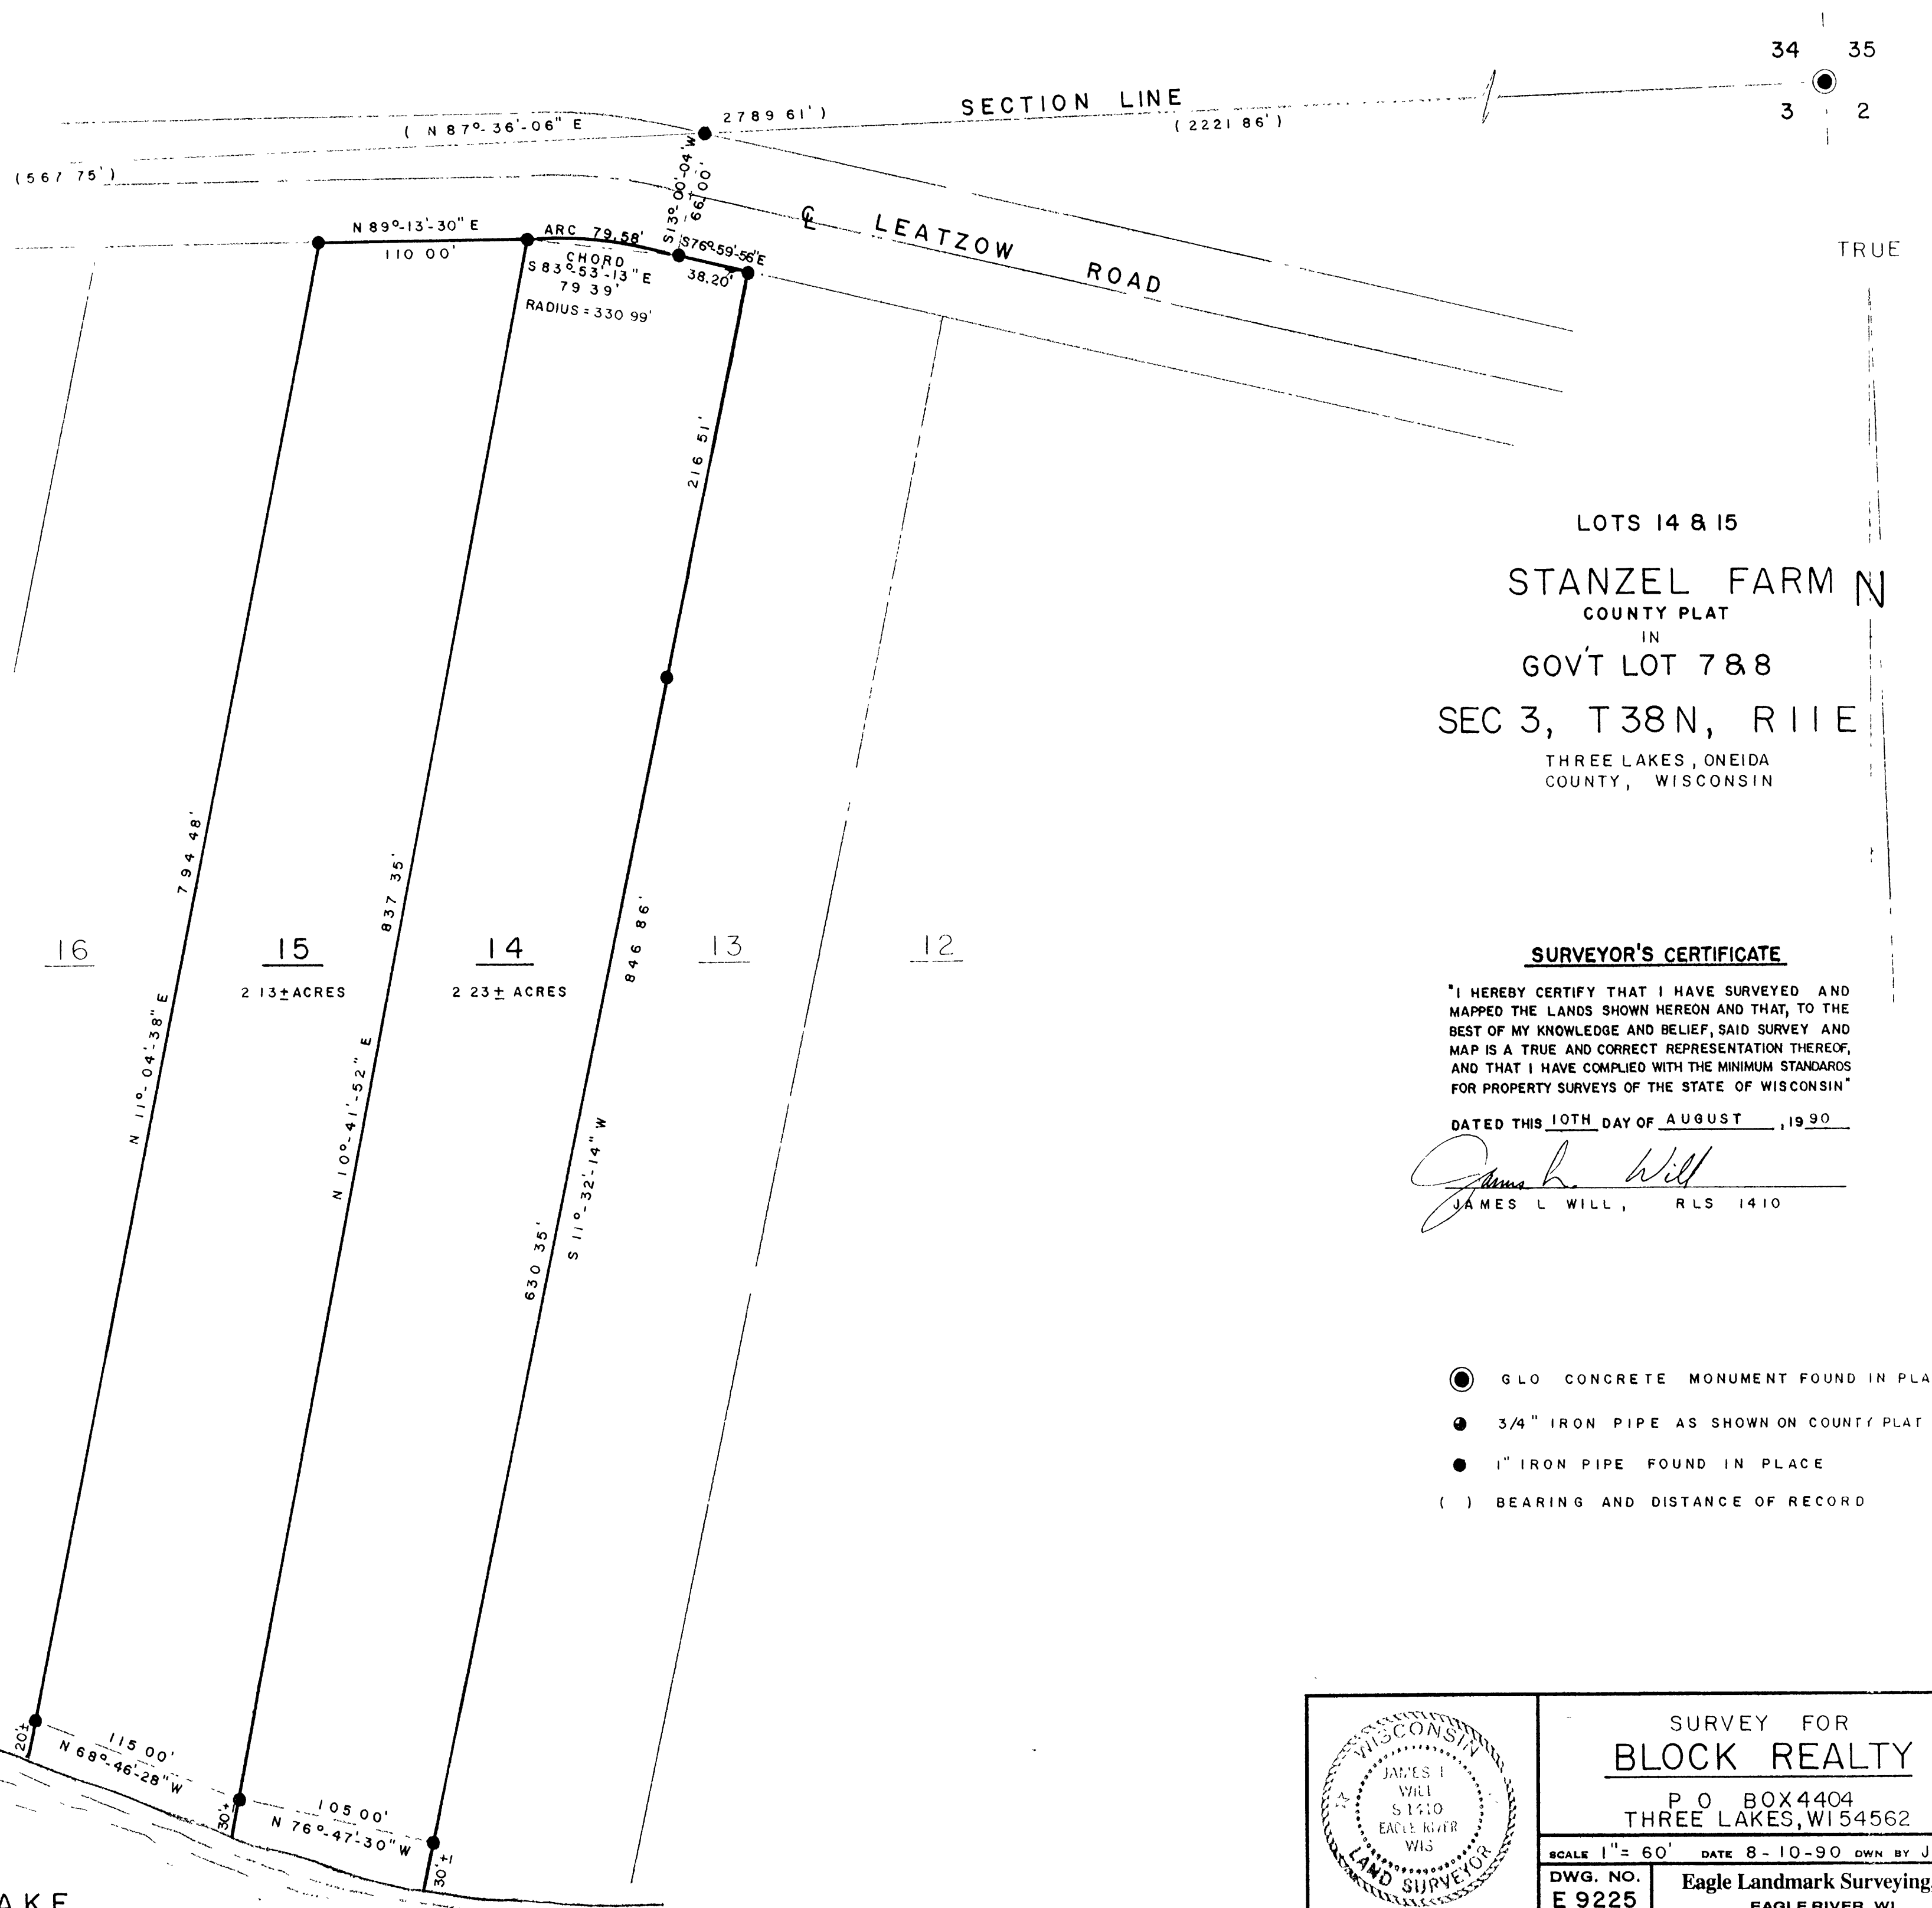 34 35
3 2
SECTION LINE
2789 61')
(2221 86')
( N 87°-36'-06" E
(567 75')
S13°-00'-04"W
66.00'
℄ LEATZOW ROAD
TRUE
N
N 89°-13'-30" E
110 00'
ARC 79.58'
CHORD
S 83°-53'-13" E
79 39'
RADIUS = 330 99'
S76°-59'-56"E
38.20'
216 51'
LOTS 14 & 15
STANZEL FARM
COUNTY PLAT
IN
GOV'T LOT 7 & 8
SEC 3, T 38 N, R 11 E
THREE LAKES, ONEIDA
COUNTY, WISCONSIN
794 48'
837 35'
846 86'
16
15
14
13
12
2 13± ACRES
2 23± ACRES
N 11°-04'-38" E
N 10°-41'-52" E
S 11°-32'-14" W
630 35'
SURVEYOR'S CERTIFICATE
"I HEREBY CERTIFY THAT I HAVE SURVEYED AND
MAPPED THE LANDS SHOWN HEREON AND THAT, TO THE
BEST OF MY KNOWLEDGE AND BELIEF, SAID SURVEY AND
MAP IS A TRUE AND CORRECT REPRESENTATION THEREOF,
AND THAT I HAVE COMPLIED WITH THE MINIMUM STANDARDS
FOR PROPERTY SURVEYS OF THE STATE OF WISCONSIN"
DATED THIS 10TH DAY OF AUGUST , 19 90
James L. Will
JAMES L WILL, RLS 1410
GLO CONCRETE MONUMENT FOUND IN PLA
3/4" IRON PIPE AS SHOWN ON COUNTY PLAT
1" IRON PIPE FOUND IN PLACE
( ) BEARING AND DISTANCE OF RECORD
20'±
115 00'
N 68°-46'-28" W
30'±
105 00'
N 76°-47'-30" W
30'±
AKE
WISCONSIN
JAMES L
WILL
S 1410
EAGLE RIVER
WIS
LAND SURVEYOR
SURVEY FOR
BLOCK REALTY
P O BOX 4404
THREE LAKES, WI 54562
SCALE 1"= 60' DATE 8-10-90 DWN BY J
DWG. NO.
E 9225
Eagle Landmark Surveying,
EAGLE RIVER, WI